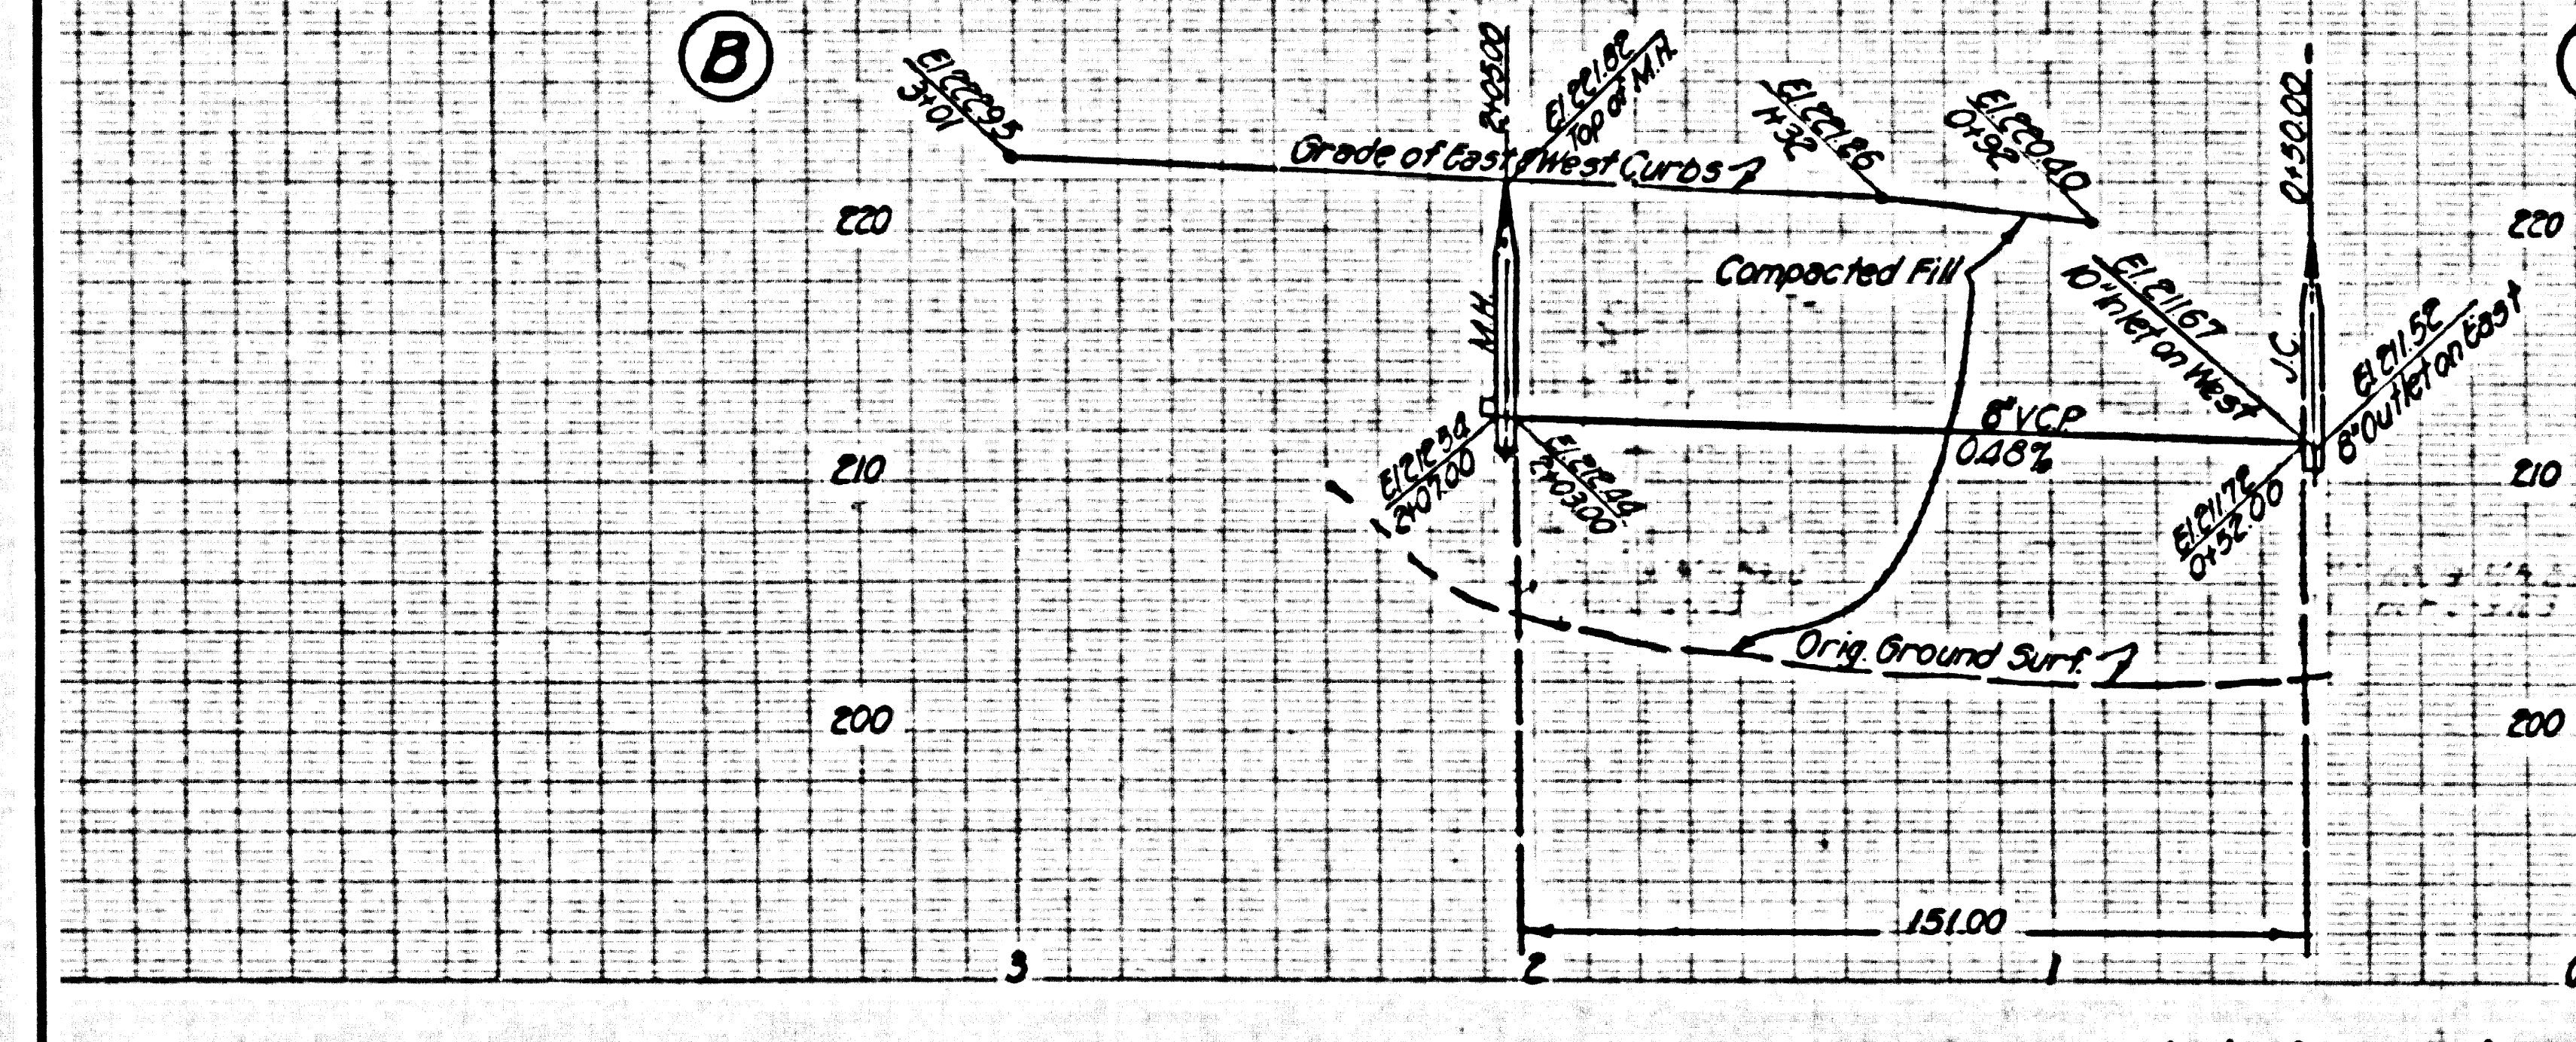 B
El.222.95
3+01
2+05.00
El.221.82
Top of M.H.
El.221.26
1+32
El.220.40
0+92
0+50.00
Grade of East & West Curbs
220
220
Compacted Fill
M.H.
El.211.67
10" Inlet on West
J.C.
El.211.52
8" Outlet on East
8" VCP
0.48%
El.212.34
2+07.00
El.212.44
2+03.00
210
210
El.211.72
0+52.00
Orig. Ground Surf.
200
200
151.00
3
2
1